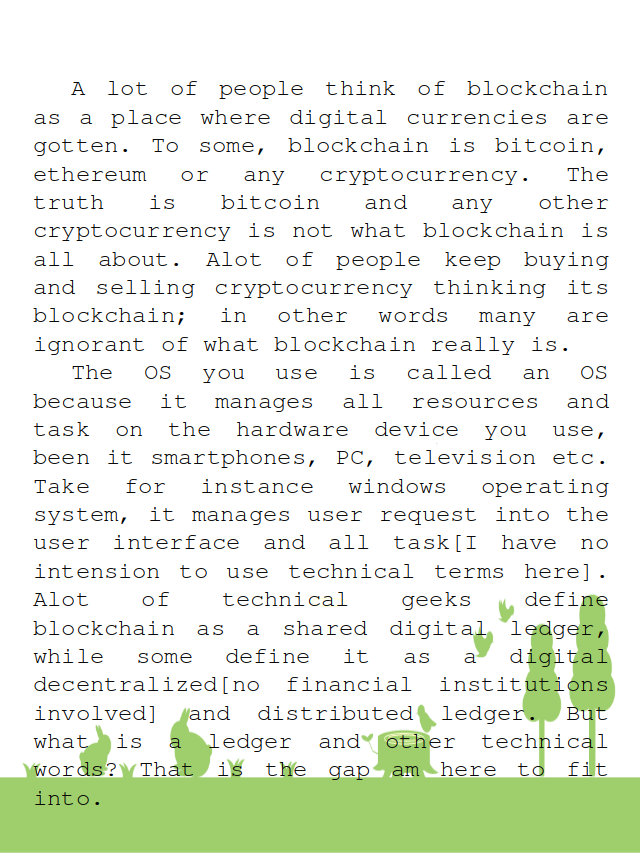 A lot of people think of blockchain
as a place where digital currencies are
gotten. To some, blockchain is bitcoin,
ethereum or any cryptocurrency. The
truth is bitcoin and any other
cryptocurrency is not what blockchain is
all about. Alot of people keep buying
and selling cryptocurrency thinking its
blockchain; in other words many are
ignorant of what blockchain really is.
The OS you use is called an OS
because it manages all resources and
task on the hardware device you use,
been it smartphones, PC, television etc.
Take for instance windows operating
system, it manages user request into the
user interface and all task[I have no
intension to use technical terms here].
Alot of technical geeks define
blockchain as a shared digital ledger,
while some define it as a digital
decentralized[no financial institutions
involved] and distributed ledger. But
what is a ledger and other technical
words? That is the gap am here to fit
into.